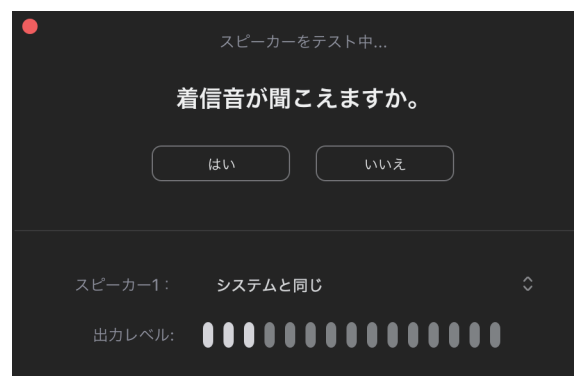 スピーカーをテスト中...
着信音が聞こえますか。
はい いいえ
スピーカー1： システムと同じ
出力レベル: